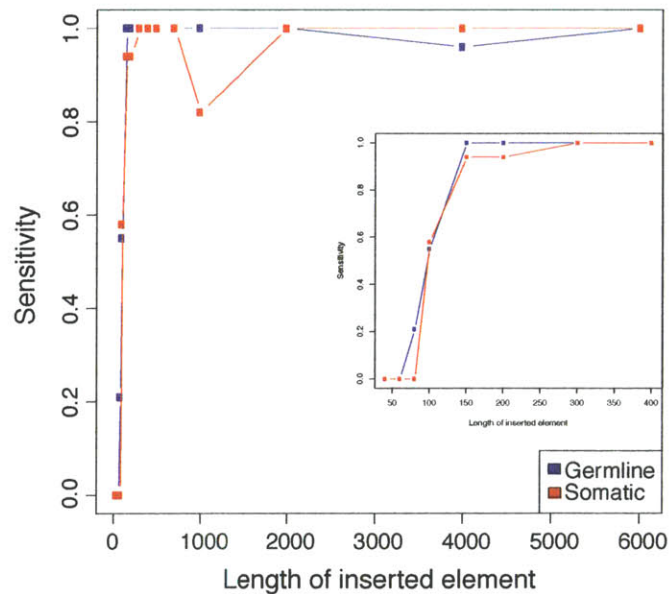 Sensitivity
1.0
0.8
0.6
0.4
0.2
0.0
0 1000 2000 3000 4000 5000 6000
Length of inserted element
Sensitivity
1.0
0.8
0.6
0.4
0.2
0.0
50 100 150 200 250 300 350 400
Length of inserted element
Germline
Somatic